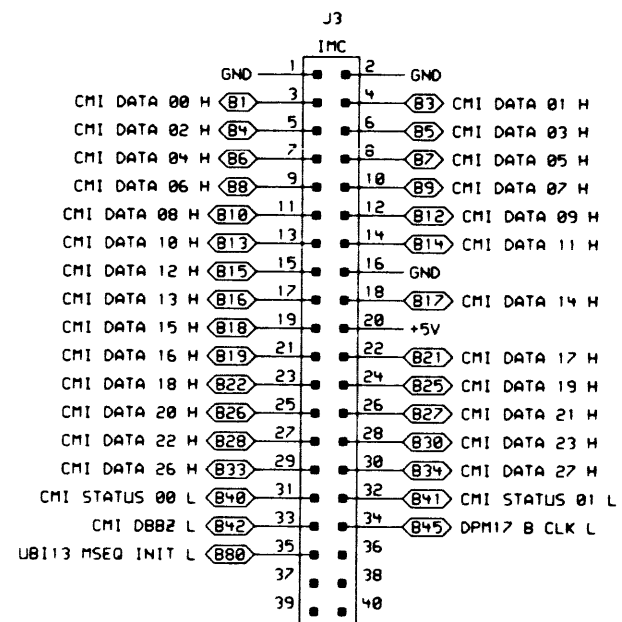 J3
IMC
GND 1 2 GND
CMI DATA 00 H B1 3 4 B3 CMI DATA 01 H
CMI DATA 02 H B4 5 6 B5 CMI DATA 03 H
CMI DATA 04 H B6 7 8 B7 CMI DATA 05 H
CMI DATA 06 H B8 9 10 B9 CMI DATA 07 H
CMI DATA 08 H B10 11 12 B12 CMI DATA 09 H
CMI DATA 10 H B13 13 14 B14 CMI DATA 11 H
CMI DATA 12 H B15 15 16 GND
CMI DATA 13 H B16 17 18 B17 CMI DATA 14 H
CMI DATA 15 H B18 19 20 +5V
CMI DATA 16 H B19 21 22 B21 CMI DATA 17 H
CMI DATA 18 H B22 23 24 B25 CMI DATA 19 H
CMI DATA 20 H B26 25 26 B27 CMI DATA 21 H
CMI DATA 22 H B28 27 28 B30 CMI DATA 23 H
CMI DATA 26 H B33 29 30 B34 CMI DATA 27 H
CMI STATUS 00 L B40 31 32 B41 CMI STATUS 01 L
CMI DBBZ L B42 33 34 B45 DPM17 B CLK L
UBI13 MSEQ INIT L B80 35 36
37 38
39 40